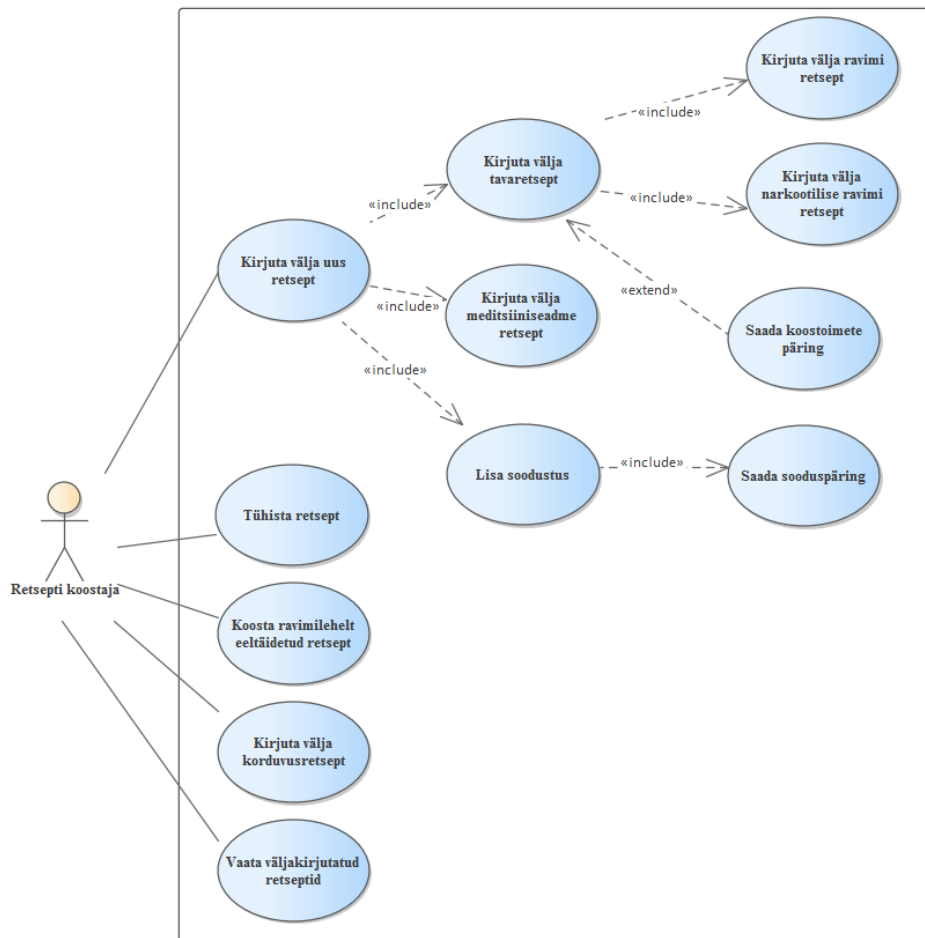 Kirjuta välja ravimi
retsept
«include»
Kirjuta välja
tavaretsept
Kirjuta välja
narkootilise ravimi
retsept
«include»
«include»
Kirjuta välja uus
retsept
«extend»
Kirjuta välja
meditsiiniseadme
retsept
«include»
Saada koostoimete
päring
«include»
Lisa soodustus
«include»
Saada sooduspäring
Tühista retsept
Retsepti koostaja
Koosta ravimilehelt
eeltäidetud retsept
Kirjuta välja
korduvusretsept
Vaata väljakirjutatud
retseptid